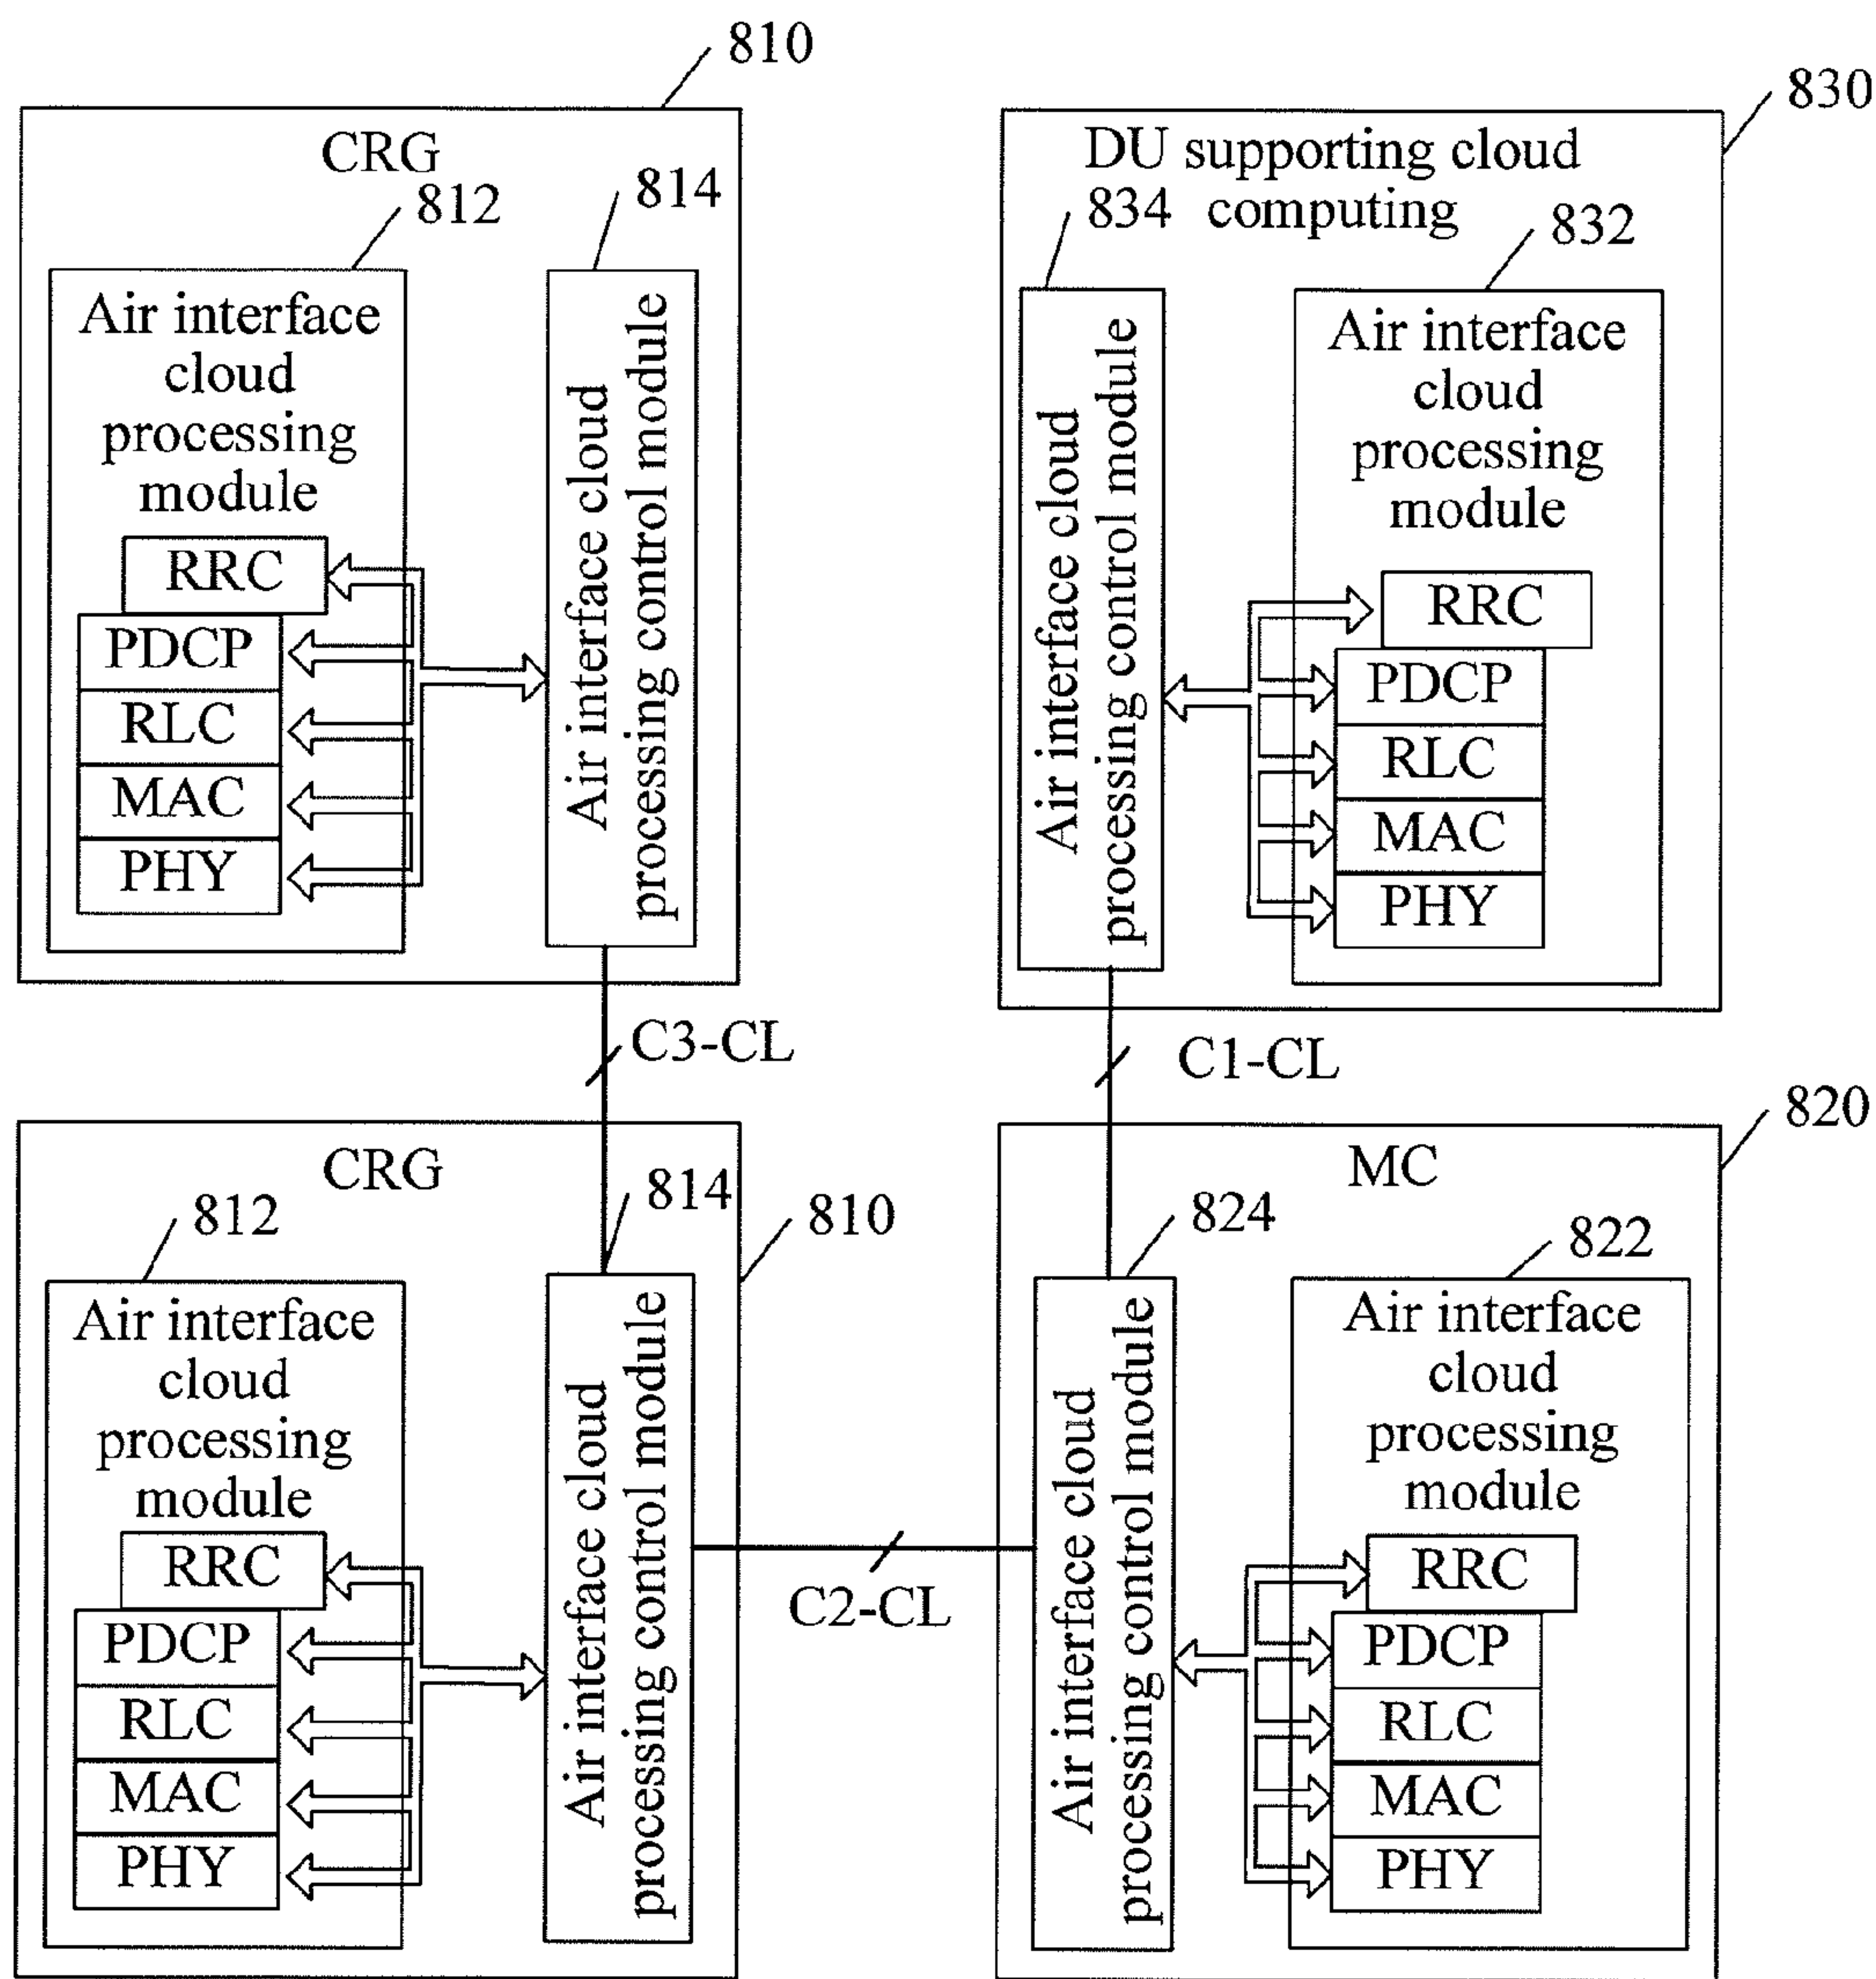 810
CRG
812
814
Air interface
cloud
processing
module
RRC
PDCP
RLC
MAC
PHY
Air interface cloud
processing control module
830
DU supporting cloud
computing
834
832
Air interface cloud
processing control module
Air interface
cloud
processing
module
RRC
PDCP
RLC
MAC
PHY
C3-CL
C1-CL
CRG
814
810
812
Air interface
cloud
processing
module
RRC
PDCP
RLC
MAC
PHY
Air interface cloud
processing control module
C2-CL
820
MC
824
822
Air interface cloud
processing control module
Air interface
cloud
processing
module
RRC
PDCP
RLC
MAC
PHY